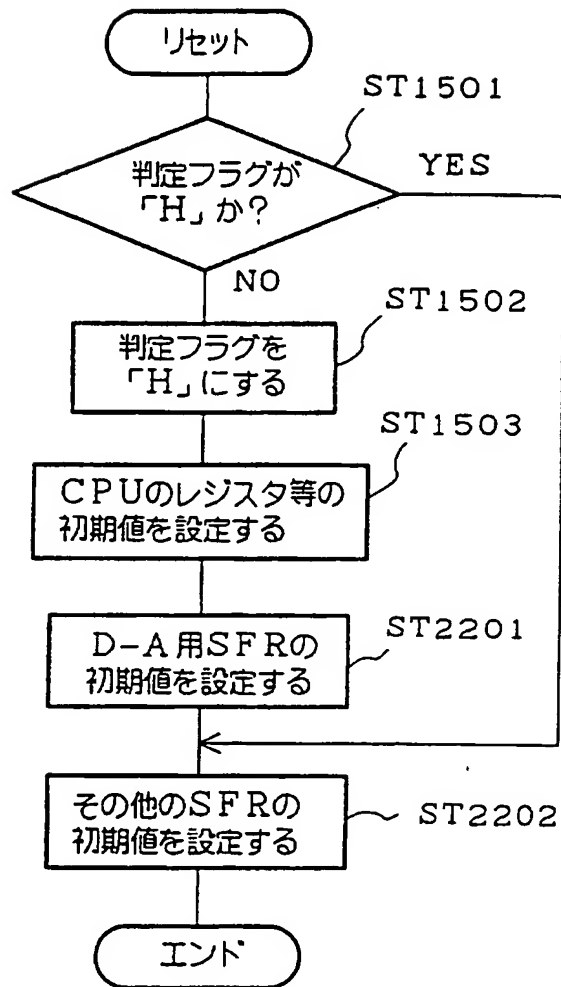 リセット
ST1501
判定フラグが
「H」か?
YES
NO
ST1502
判定フラグを
「H」にする
ST1503
CPUのレジスタ等の
初期値を設定する
ST2201
D-A用SFRの
初期値を設定する
その他のSFRの
初期値を設定する
ST2202
エンド